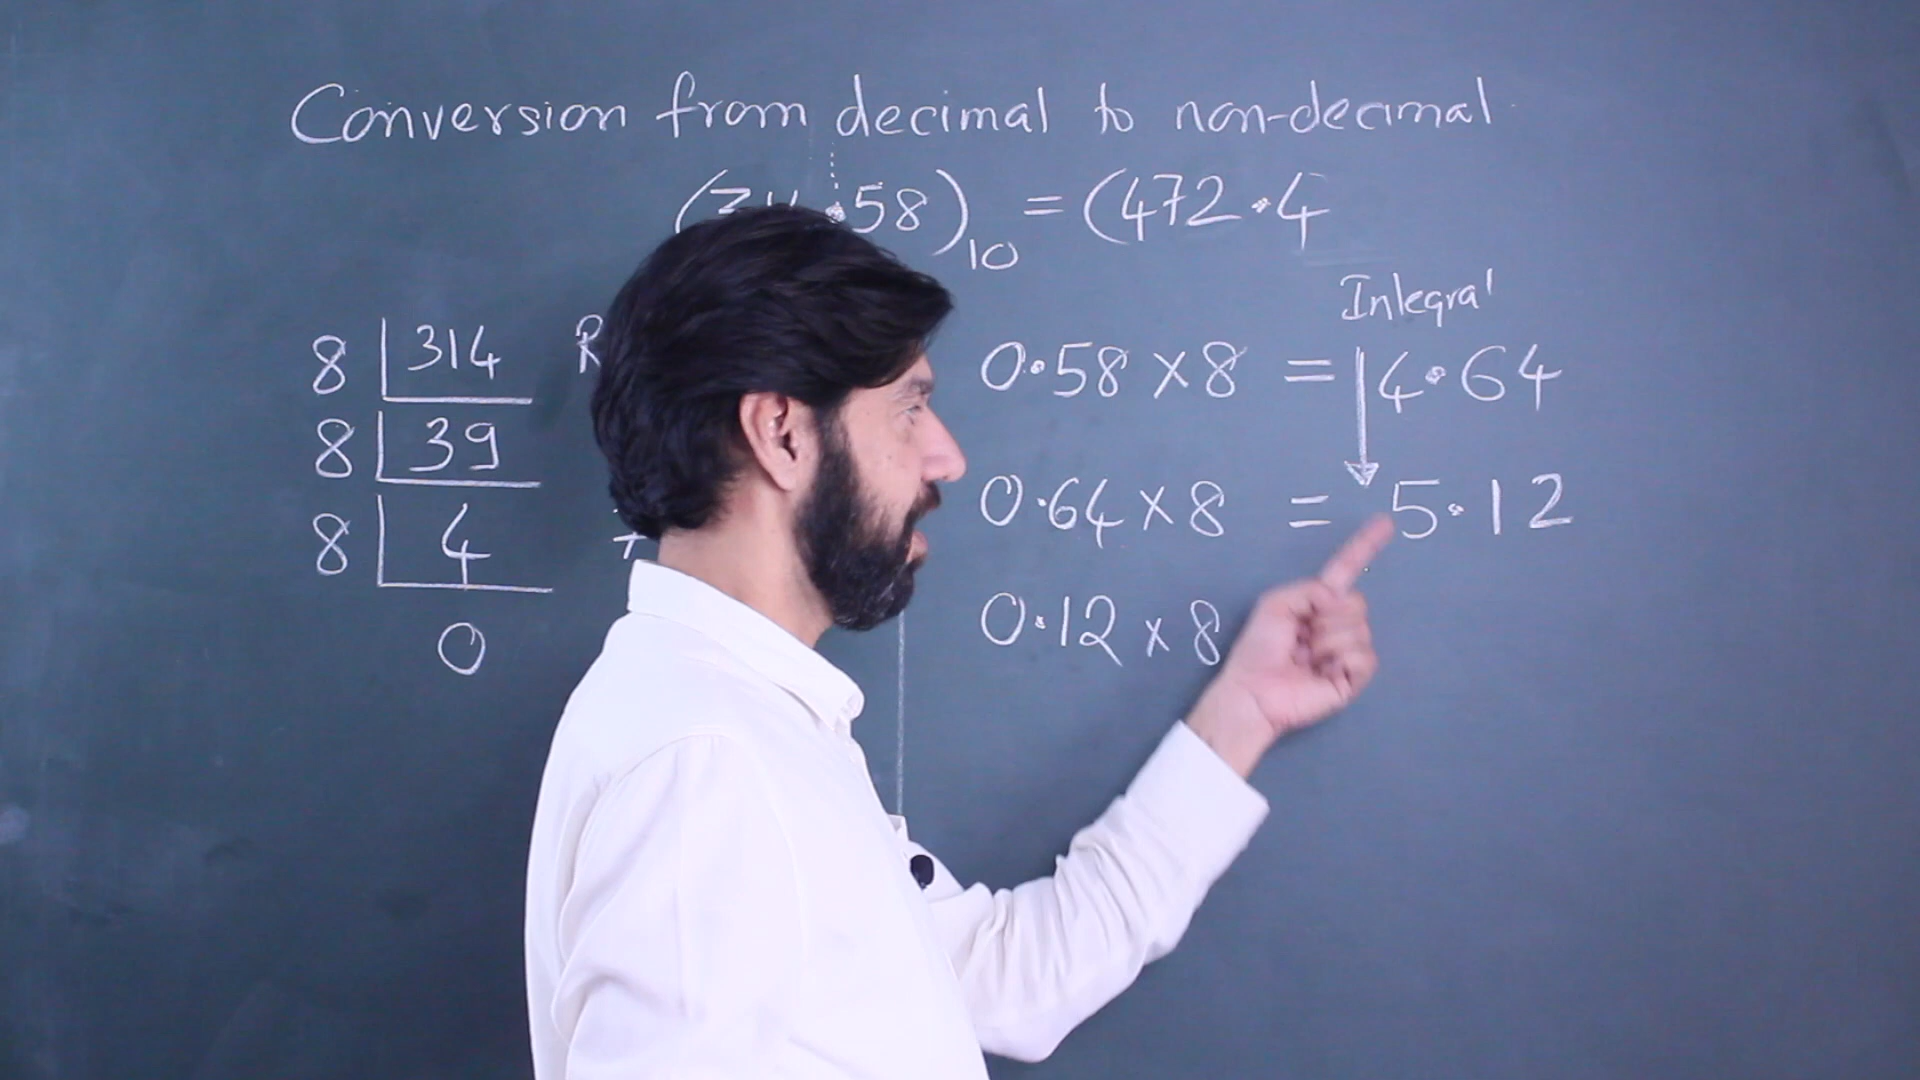 Conversion from decimal to non-decimal
.58)10 = (472.4
Integral
8 314
8 39
8 4
0
0.58 × 8 = 4.64
0.64 × 8 = 5.12
0.12 × 8